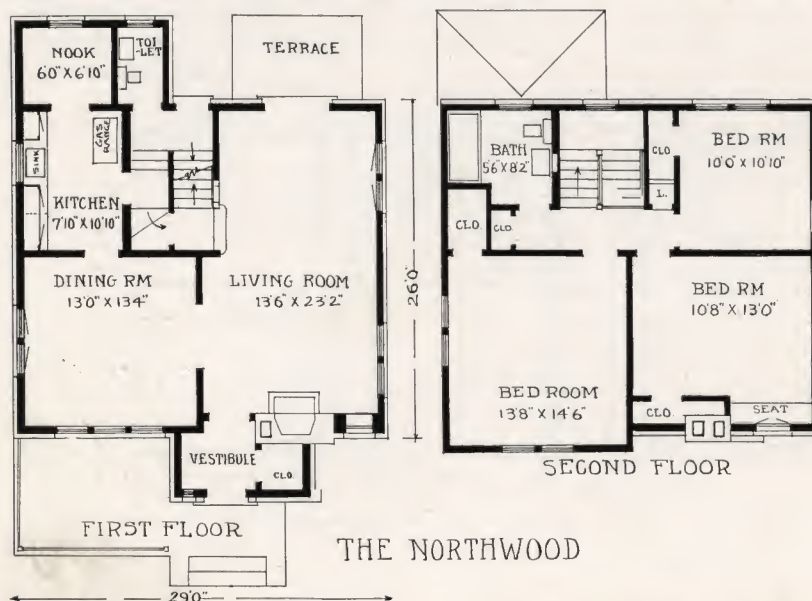 NOOK
6'0" X 6'10"
TOI
-LET
TERRACE
GAS
RANGE
SINK
KITCHEN
7'10" X 10'10"
DINING RM
13'0" X 13'4"
LIVING ROOM
13'6" X 23'2"
26'0"
VESTIBULE
CLO.
FIRST FLOOR
29'0"
BATH
5'6" X 8'2"
CLO
L.
BED RM
10'0" X 10'10"
CLO.
CLO.
BED RM
10'8" X 13'0"
BED ROOM
13'8" X 14'6"
CLO.
SEAT
SECOND FLOOR
THE NORTHWOOD